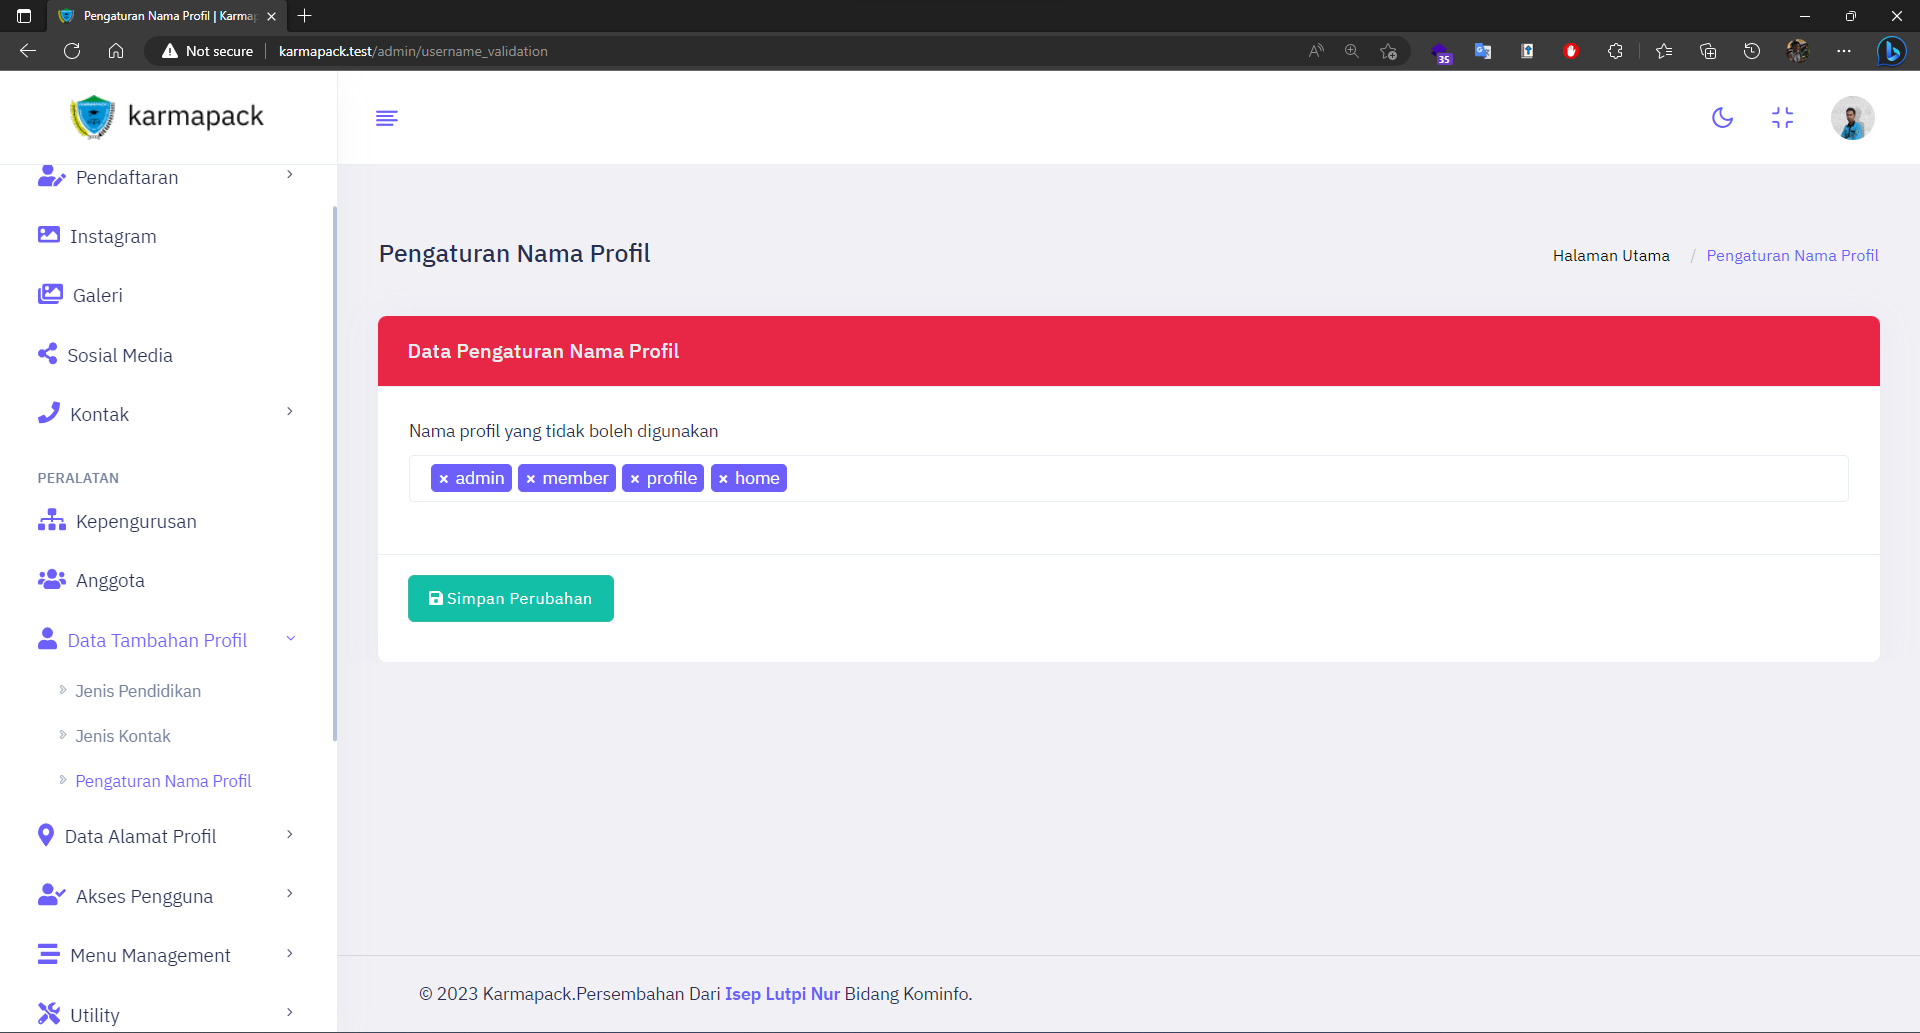 Pengaturan Nama Profil | Karma
Not secure
karmapack.test/admin/username_validation
35
karmapack
Pendaftaran
Instagram
Galeri
Sosial Media
Kontak
PERALATAN
Kepengurusan
Anggota
Data Tambahan Profil
Jenis Pendidikan
Jenis Kontak
Pengaturan Nama Profil
Data Alamat Profil
Akses Pengguna
Menu Management
Utility
Pengaturan Nama Profil
Halaman Utama / Pengaturan Nama Profil
Data Pengaturan Nama Profil
Nama profil yang tidak boleh digunakan
× admin × member × profile × home
Simpan Perubahan
© 2023 Karmapack.Persembahan Dari Isep Lutpi Nur Bidang Kominfo.